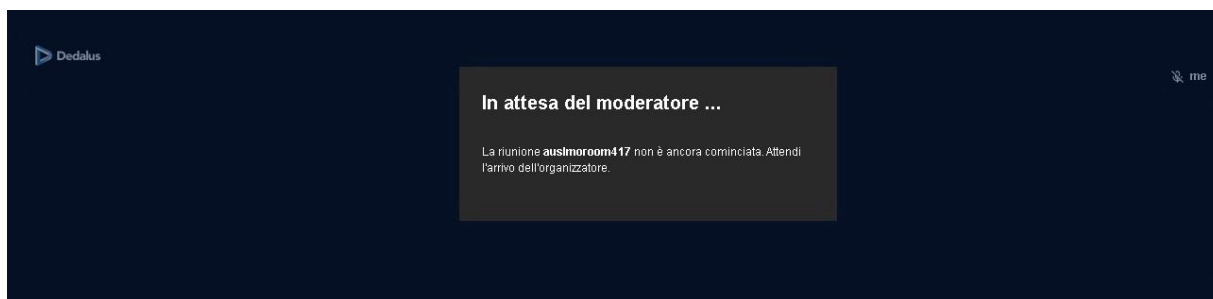 Dedalus
me
In attesa del moderatore ...
La riunione auslmoroom417 non è ancora cominciata. Attendi
l'arrivo dell'organizzatore.